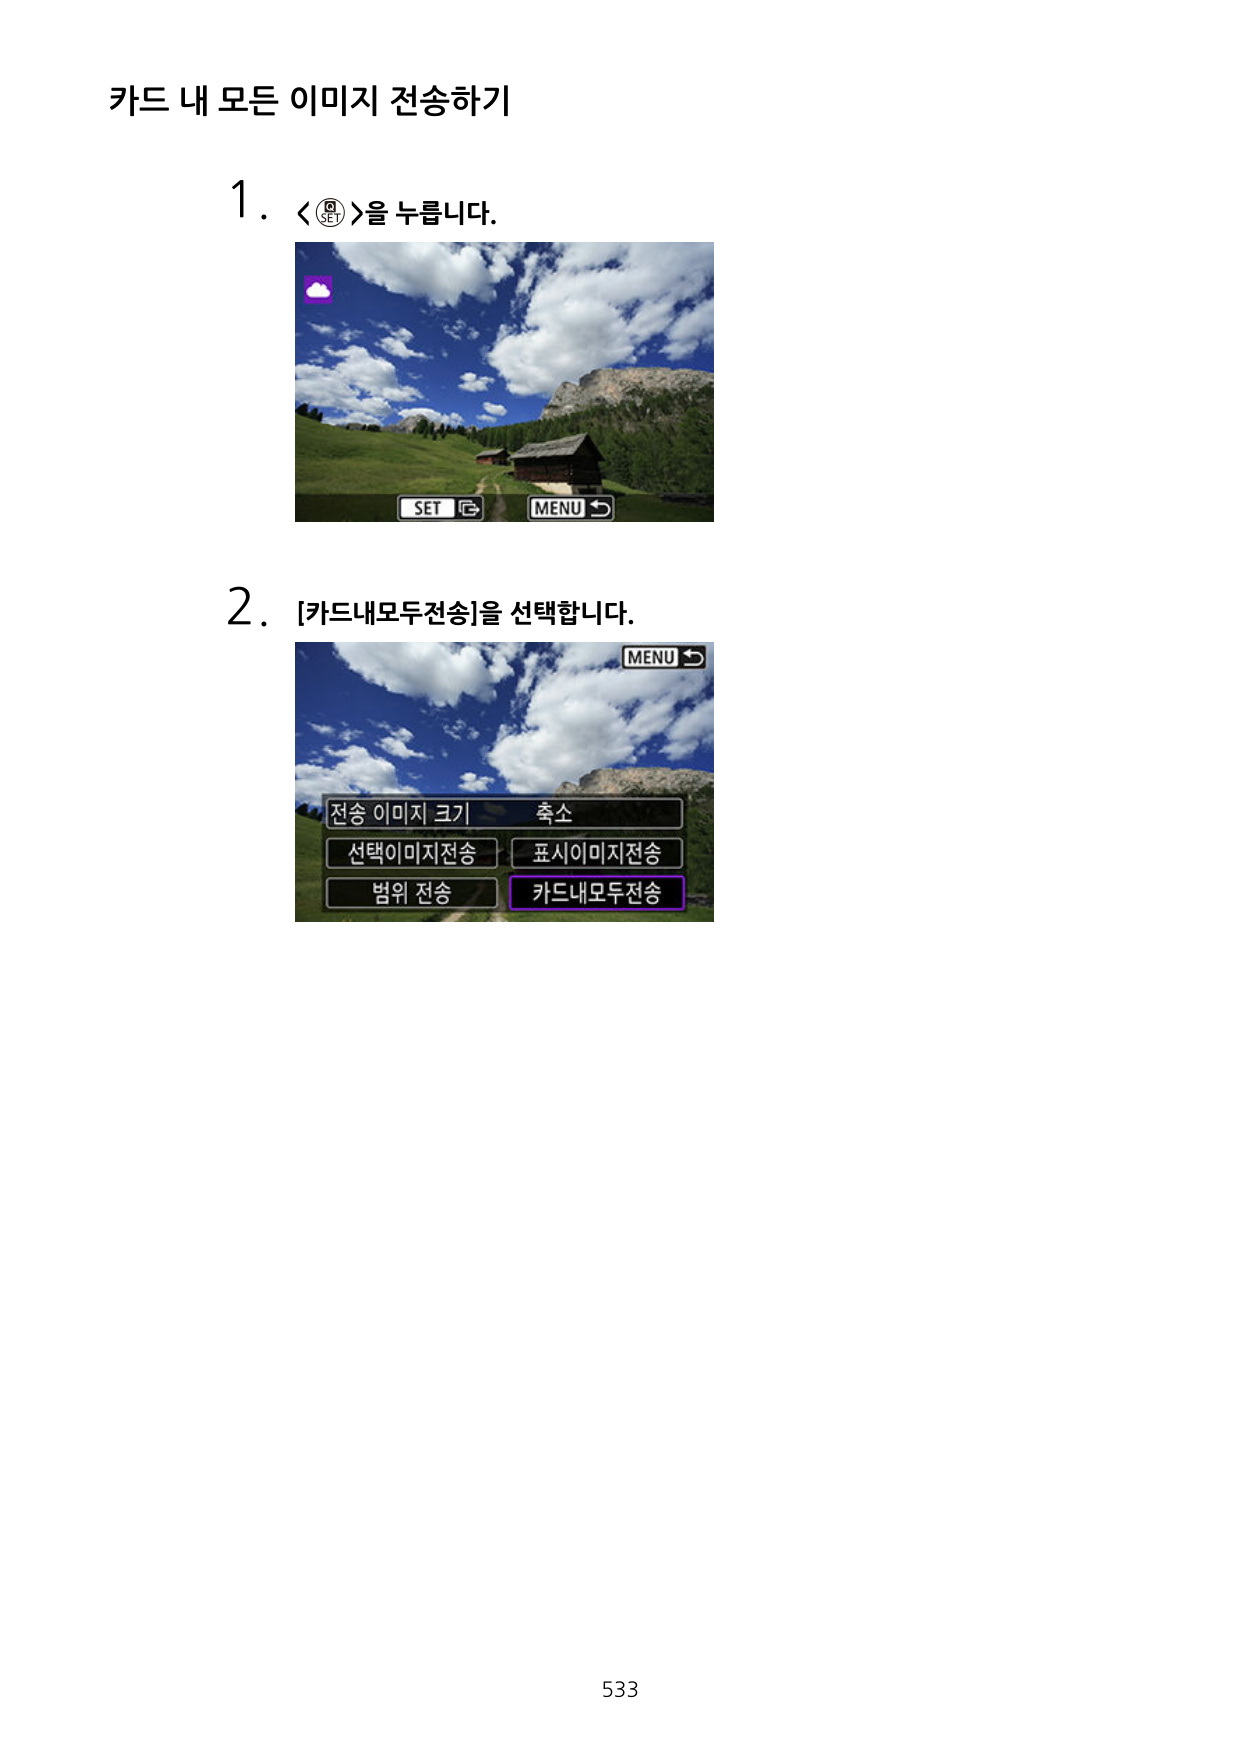 카드 내 모든 이미지 전송하기
1. <Q SET>을 누릅니다.
SET MENU
2. [카드내모두전송]을 선택합니다.
MENU
전송 이미지 크기 축소
선택이미지전송 표시이미지전송
범위 전송 카드내모두전송
533